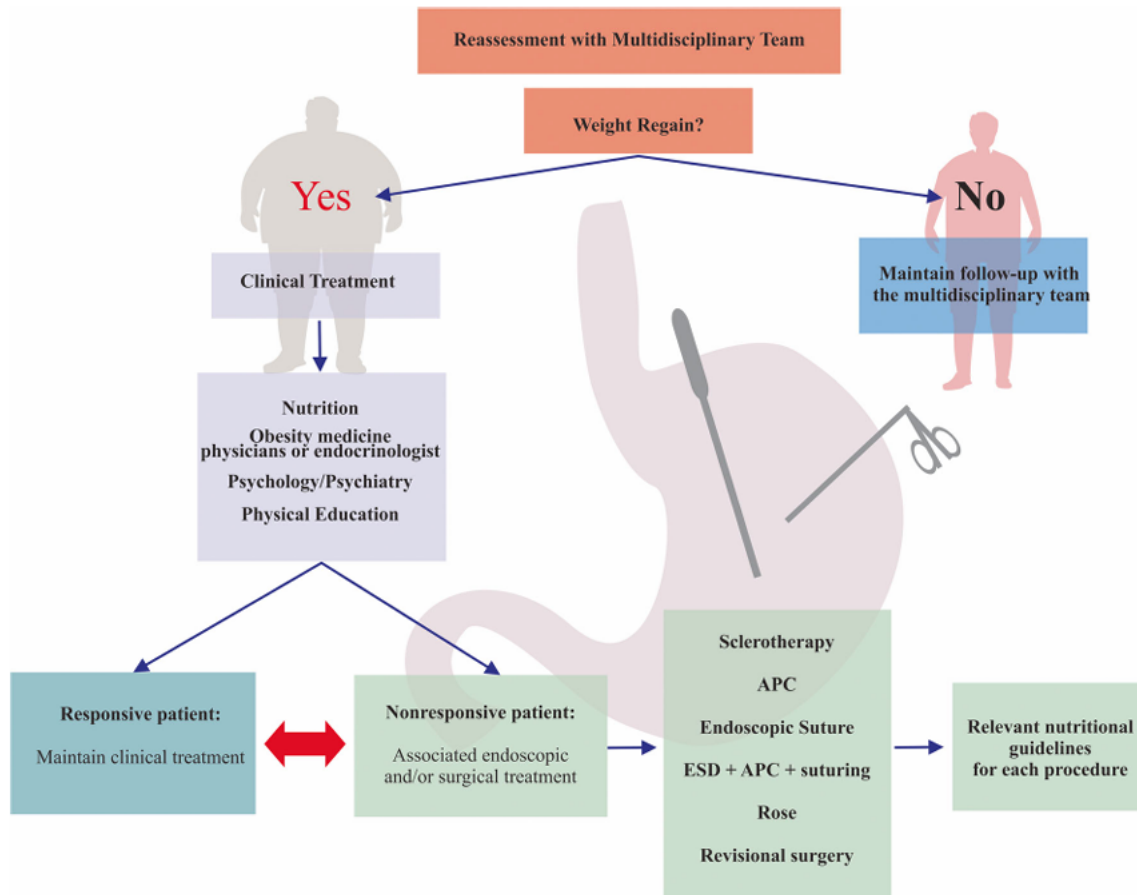 Reassessment with Multidisciplinary Team
Weight Regain?
Yes
No
Clinical Treatment
Maintain follow-up with
the multidisciplinary team
Nutrition
Obesity medicine
physicians or endocrinologist
Psychology/Psychiatry
Physical Education
Responsive patient:
Maintain clinical treatment
Nonresponsive patient:
Associated endoscopic
and/or surgical treatment
Sclerotherapy
APC
Endoscopic Suture
ESD + APC + suturing
Rose
Revisional surgery
Relevant nutritional
guidelines
for each procedure